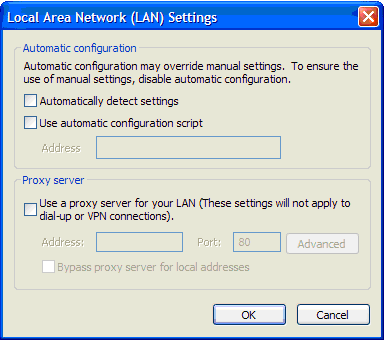 Local Area Network (LAN) Settings
Automatic configuration
Automatic configuration may override manual settings. To ensure the
use of manual settings, disable automatic configuration.
Automatically detect settings
Use automatic configuration script
Address
Proxy server
Use a proxy server for your LAN (These settings will not apply to
dial-up or VPN connections).
Address: Port: 80 Advanced
Bypass proxy server for local addresses
OK Cancel